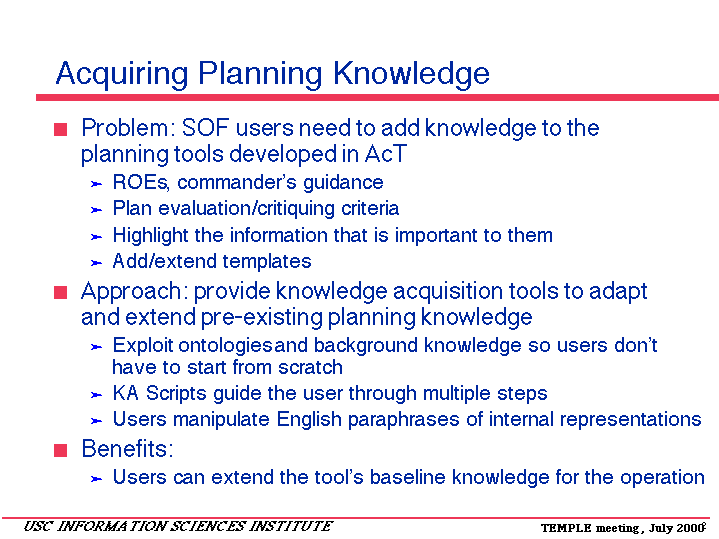 Acquiring Planning Knowledge
Problem: SOF users need to add knowledge to the
planning tools developed in AcT
ROEs, commander's guidance
Plan evaluation/critiquing criteria
Highlight the information that is important to them
Add/extend templates
Approach: provide knowledge acquisition tools to adapt
and extend pre-existing planning knowledge
Exploit ontologies and background knowledge so users don't
have to start from scratch
KA Scripts guide the user through multiple steps
Users manipulate English paraphrases of internal representations
Benefits:
Users can extend the tool's baseline knowledge for the operation
USC INFORMATION SCIENCES INSTITUTE
TEMPLE meeting, July 2000